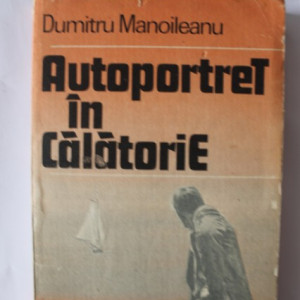 Dumitru Manoileanu
AutoportreT
în
CălătoriE